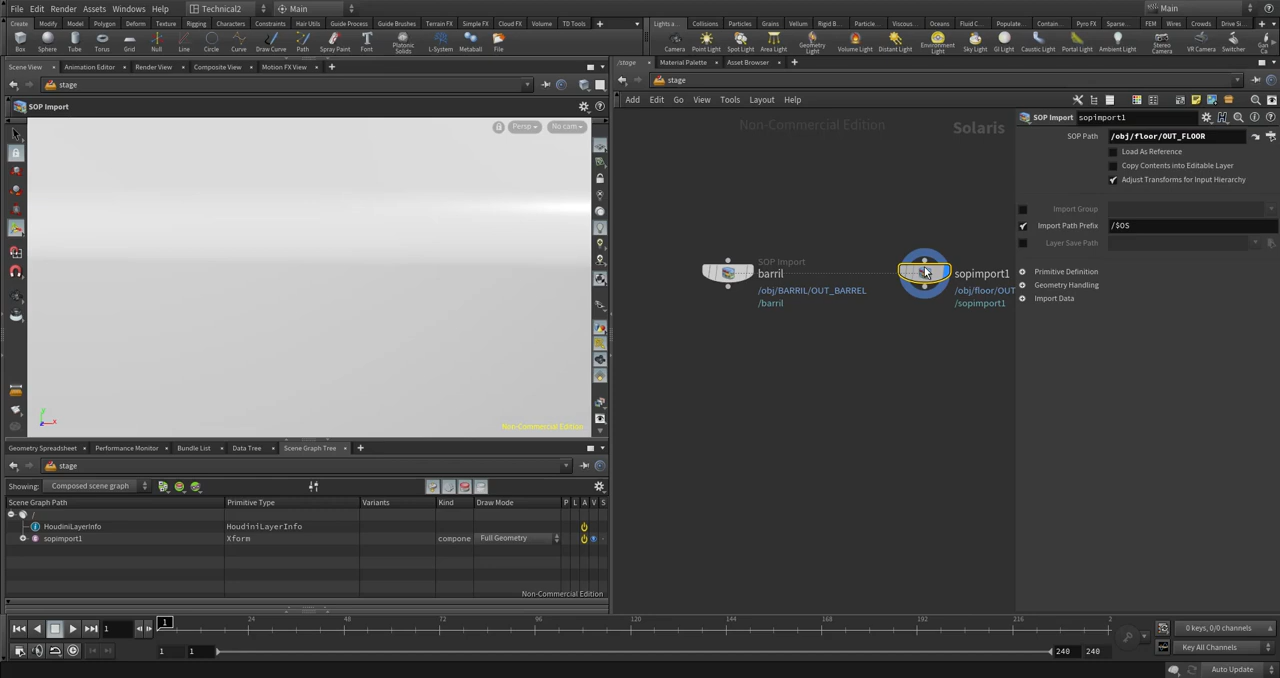 File Edit Render Assets Windows Help Technical2 Main Main
Create Modify Model Polygon Deform Texture Rigging Characters Constraints Hair Utils Guide Process Guide Brushes Terrain FX Simple FX Cloud FX Volume TD Tools
Lights a Collisions Particles Grains Vellum Rigid B Particle Viscous Oceans Fluid C Populate Contain Pyro FX Sparse FEM Wires Crowds Drive Si
Box Sphere Tube Torus Grid Null Line Circle Curve Draw Curve Path Spray Paint Font Platonic Solids L-System Metaball File
Camera Point Light Spot Light Area Light Geometry Light Volume Light Distant Light Environment Light Sky Light GI Light Caustic Light Portal Light Ambient Light Stereo Camera VR Camera Switcher Gan Ca
Scene View Animation Editor Render View Composite View Motion FX View
/stage Material Palette Asset Browser
stage
stage
SOP Import
Add Edit Go View Tools Layout Help
Persp No cam
Non-Commercial Edition
Solaris
SOP Import sopimport1
SOP Path /obj/floor/OUT_FLOOR
Load As Reference
Copy Contents into Editable Layer
Adjust Transforms for Input Hierarchy
Import Group
Import Path Prefix /$OS
Layer Save Path
Primitive Definition
Geometry Handling
Import Data
SOP Import
barril
/obj/BARRIL/OUT_BARREL
/barril
sopimport1
/obj/floor/OUT
/sopimport1
y x
Non-Commercial Edition
Geometry Spreadsheet Performance Monitor Bundle List Data Tree Scene Graph Tree
stage
Showing: Composed scene graph
Scene Graph Path Primitive Type Variants Kind Draw Mode P L A V S
/
HoudiniLayerInfo HoudiniLayerInfo
sopimport1 Xform compone Full Geometry
Non-Commercial Edition
1 1 24 48 72 96 120 144 168 192 216 2
0 keys, 0/0 channels
1 1 240 240 Key All Channels
Auto Update